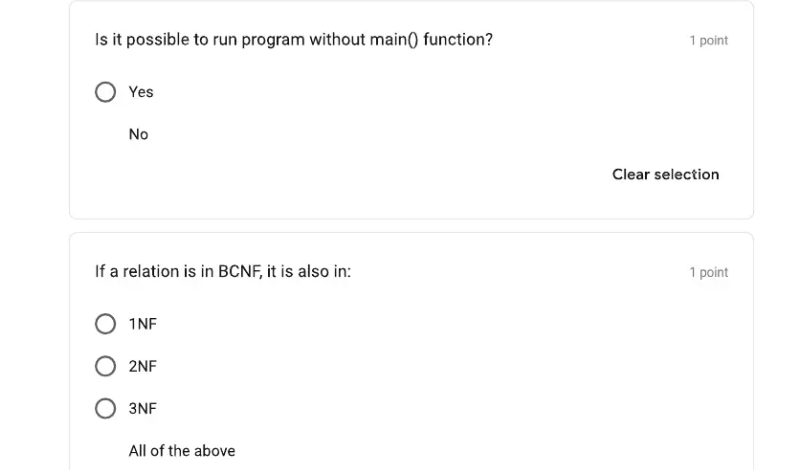 Is it possible to run program without main() function?
1 point
Yes
No
Clear selection
If a relation is in BCNF, it is also in:
1 point
1NF
2NF
3NF
All of the above